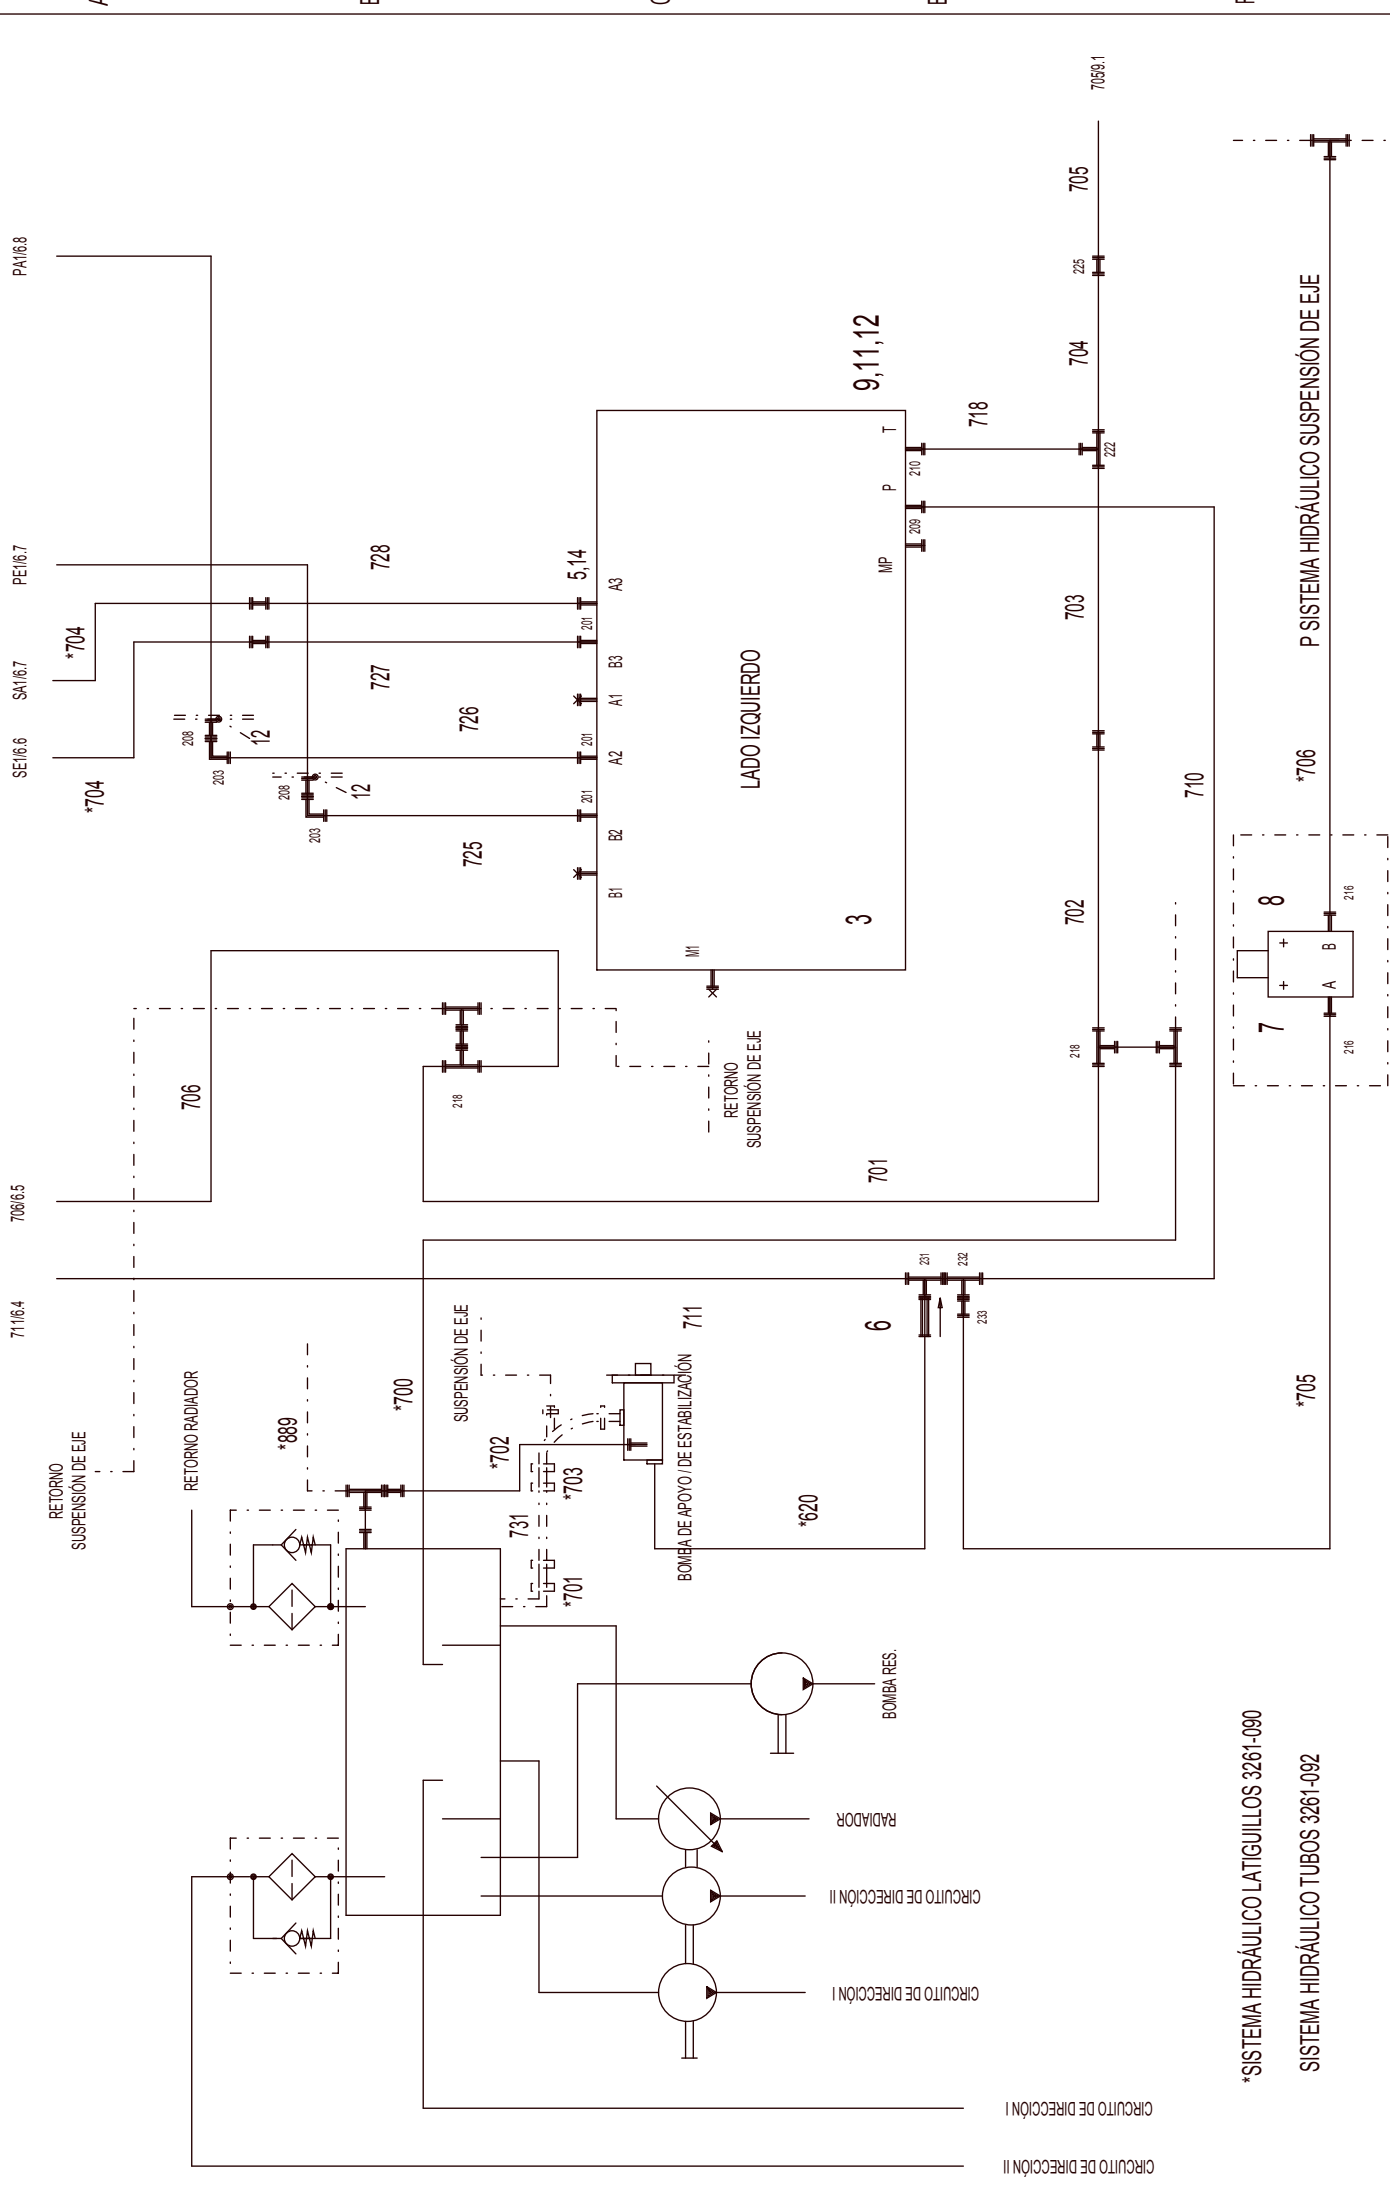 705/9.1
705
225
704
222
703
702
218
701
710
P SISTEMA HIDRÁULICO SUSPENSIÓN DE EJE
*706
8
7
+
+
A
B
216
216
*705
PA1/6.8
PE1/6.7
SA1/6.7
SE1/6.6
*704
*704
728
727
726
725
208
203
12
208
203
12
5,14
201
201
201
A3
B3
A1
A2
B2
B1
M1
LADO IZQUIERDO
3
9,11,12
T
P
MP
210
209
718
706/6.5
711/6.4
706
218
RETORNO
SUSPENSIÓN DE EJE
RETORNO
SUSPENSIÓN DE EJE
RETORNO RADIADOR
*889
*700
SUSPENSIÓN DE EJE
*702
*703
731
*701
711
BOMBA DE APOYO / DE ESTABILIZACIÓN
*620
6
231
232
233
BOMBA RES.
RADIADOR
CIRCUITO DE DIRECCIÓN II
CIRCUITO DE DIRECCIÓN I
CIRCUITO DE DIRECCIÓN I
CIRCUITO DE DIRECCIÓN II
*SISTEMA HIDRÁULICO LATIGUILLOS 3261-090
SISTEMA HIDRÁULICO TUBOS 3261-092